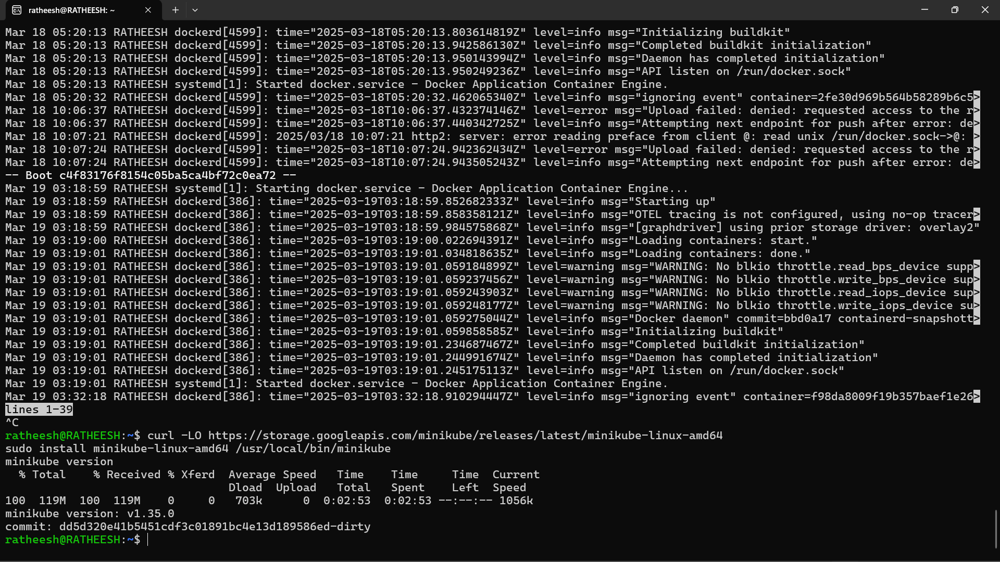 ratheesh@RATHEESH: ~
Mar 18 05:20:13 RATHEESH dockerd[4599]: time="2025-03-18T05:20:13.803614819Z" level=info msg="Initializing buildkit"
Mar 18 05:20:13 RATHEESH dockerd[4599]: time="2025-03-18T05:20:13.942586130Z" level=info msg="Completed buildkit initialization"
Mar 18 05:20:13 RATHEESH dockerd[4599]: time="2025-03-18T05:20:13.950143994Z" level=info msg="Daemon has completed initialization"
Mar 18 05:20:13 RATHEESH dockerd[4599]: time="2025-03-18T05:20:13.950249236Z" level=info msg="API listen on /run/docker.sock"
Mar 18 05:20:13 RATHEESH systemd[1]: Started docker.service - Docker Application Container Engine.
Mar 18 05:20:32 RATHEESH dockerd[4599]: time="2025-03-18T05:20:32.462065340Z" level=info msg="ignoring event" container=2fe30d969b564b58289b6c5>
Mar 18 10:06:37 RATHEESH dockerd[4599]: time="2025-03-18T10:06:37.432374146Z" level=error msg="Upload failed: denied: requested access to the r>
Mar 18 10:06:37 RATHEESH dockerd[4599]: time="2025-03-18T10:06:37.440342725Z" level=info msg="Attempting next endpoint for push after error: de>
Mar 18 10:07:21 RATHEESH dockerd[4599]: 2025/03/18 10:07:21 http2: server: error reading preface from client @: read unix /run/docker.sock->@: >
Mar 18 10:07:24 RATHEESH dockerd[4599]: time="2025-03-18T10:07:24.942362434Z" level=error msg="Upload failed: denied: requested access to the r>
Mar 18 10:07:24 RATHEESH dockerd[4599]: time="2025-03-18T10:07:24.943505243Z" level=info msg="Attempting next endpoint for push after error: de>
-- Boot c4f83176f8154c05ba5ca4bf72c0ea72 --
Mar 19 03:18:59 RATHEESH systemd[1]: Starting docker.service - Docker Application Container Engine...
Mar 19 03:18:59 RATHEESH dockerd[386]: time="2025-03-19T03:18:59.852682333Z" level=info msg="Starting up"
Mar 19 03:18:59 RATHEESH dockerd[386]: time="2025-03-19T03:18:59.858358121Z" level=info msg="OTEL tracing is not configured, using no-op tracer>
Mar 19 03:18:59 RATHEESH dockerd[386]: time="2025-03-19T03:18:59.984575868Z" level=info msg="[graphdriver] using prior storage driver: overlay2"
Mar 19 03:19:00 RATHEESH dockerd[386]: time="2025-03-19T03:19:00.022694391Z" level=info msg="Loading containers: start."
Mar 19 03:19:01 RATHEESH dockerd[386]: time="2025-03-19T03:19:01.034818635Z" level=info msg="Loading containers: done."
Mar 19 03:19:01 RATHEESH dockerd[386]: time="2025-03-19T03:19:01.059184899Z" level=warning msg="WARNING: No blkio throttle.read_bps_device supp>
Mar 19 03:19:01 RATHEESH dockerd[386]: time="2025-03-19T03:19:01.059237456Z" level=warning msg="WARNING: No blkio throttle.write_bps_device sup>
Mar 19 03:19:01 RATHEESH dockerd[386]: time="2025-03-19T03:19:01.059243903Z" level=warning msg="WARNING: No blkio throttle.read_iops_device sup>
Mar 19 03:19:01 RATHEESH dockerd[386]: time="2025-03-19T03:19:01.059248177Z" level=warning msg="WARNING: No blkio throttle.write_iops_device su>
Mar 19 03:19:01 RATHEESH dockerd[386]: time="2025-03-19T03:19:01.059275044Z" level=info msg="Docker daemon" commit=bbd0a17 containerd-snapshott>
Mar 19 03:19:01 RATHEESH dockerd[386]: time="2025-03-19T03:19:01.059858585Z" level=info msg="Initializing buildkit"
Mar 19 03:19:01 RATHEESH dockerd[386]: time="2025-03-19T03:19:01.234687467Z" level=info msg="Completed buildkit initialization"
Mar 19 03:19:01 RATHEESH dockerd[386]: time="2025-03-19T03:19:01.244991674Z" level=info msg="Daemon has completed initialization"
Mar 19 03:19:01 RATHEESH dockerd[386]: time="2025-03-19T03:19:01.245175113Z" level=info msg="API listen on /run/docker.sock"
Mar 19 03:19:01 RATHEESH systemd[1]: Started docker.service - Docker Application Container Engine.
Mar 19 03:32:18 RATHEESH dockerd[386]: time="2025-03-19T03:32:18.910294447Z" level=info msg="ignoring event" container=f98da8009f19b357baef1e26>
lines 1-39
^C
ratheesh@RATHEESH:~$ curl -LO https://storage.googleapis.com/minikube/releases/latest/minikube-linux-amd64
sudo install minikube-linux-amd64 /usr/local/bin/minikube
minikube version
  % Total    % Received % Xferd  Average Speed   Time    Time     Time  Current
                                 Dload  Upload   Total   Spent    Left  Speed
100  119M  100  119M    0     0   703k      0  0:02:53  0:02:53 --:--:-- 1056k
minikube version: v1.35.0
commit: dd5d320e41b5451cdf3c01891bc4e13d189586ed-dirty
ratheesh@RATHEESH:~$